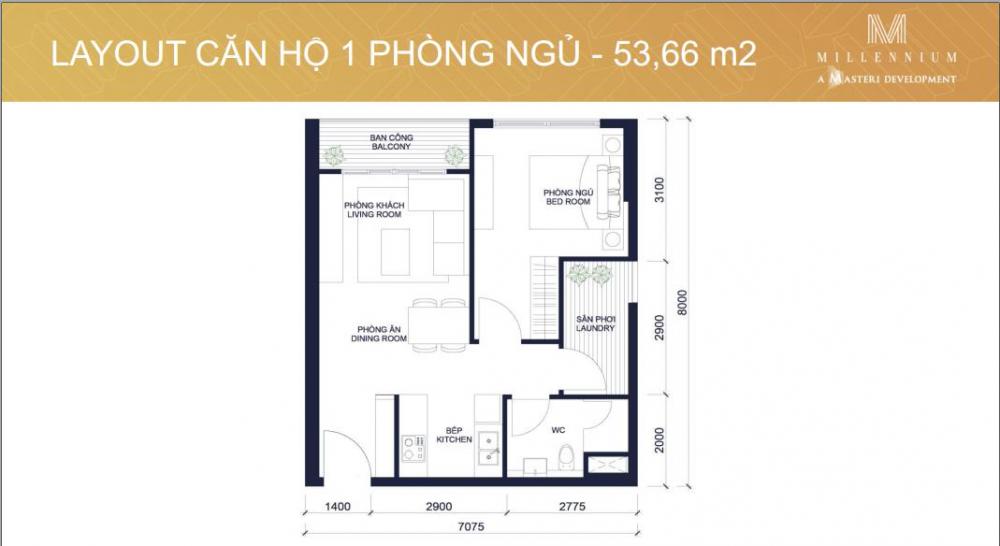 LAYOUT CĂN HỘ 1 PHÒNG NGỦ - 53,66 m2
M
MILLENNIUM
A MASTERI DEVELOPMENT
BAN CÔNG
BALCONY
PHÒNG NGỦ
BED ROOM
PHÒNG KHÁCH
LIVING ROOM
3100
8000
SÂN PHƠI
LAUNDRY
PHÒNG ĂN
DINING ROOM
2900
BẾP
KITCHEN
WC
2000
1400
2900
2775
7075